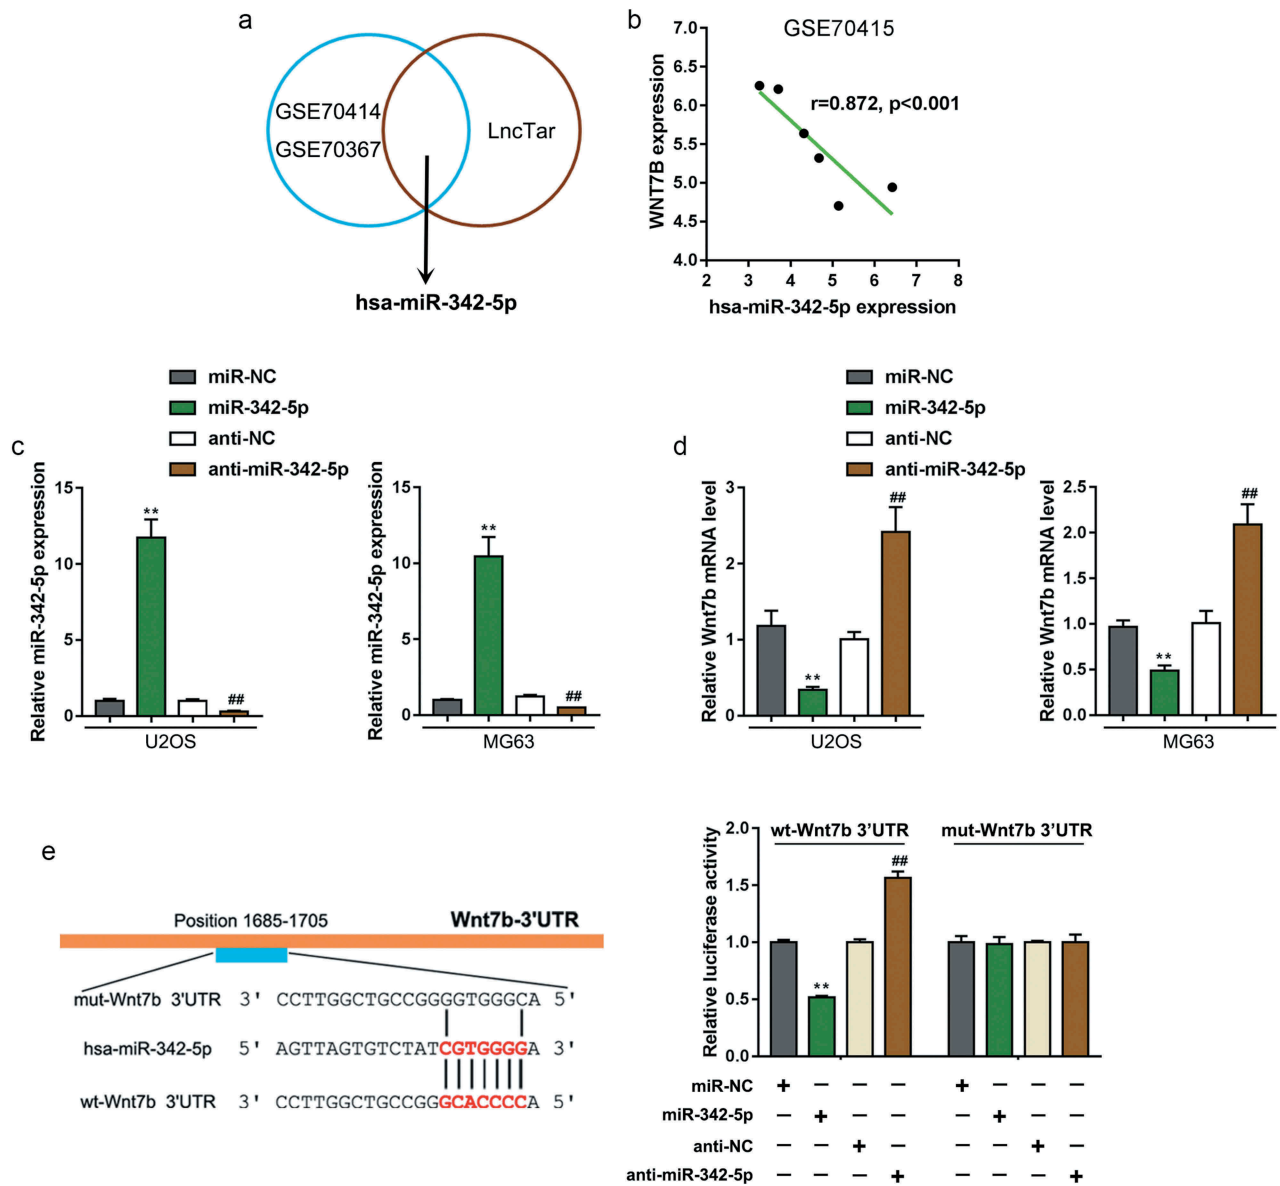 a
GSE70414
GSE70367
LncTar
hsa-miR-342-5p
b
GSE70415
WNT7B expression
7.0
6.5
6.0
5.5
5.0
4.5
4.0
r=0.872, p<0.001
2 3 4 5 6 7 8
hsa-miR-342-5p expression
c
miR-NC
miR-342-5p
anti-NC
anti-miR-342-5p
Relative miR-342-5p expression
15
10
5
0
**
##
U2OS
Relative miR-342-5p expression
15
10
5
0
**
##
MG63
d
miR-NC
miR-342-5p
anti-NC
anti-miR-342-5p
Relative Wnt7b mRNA level
3
2
1
0
**
##
U2OS
Relative Wnt7b mRNA level
2.5
2.0
1.5
1.0
0.5
0.0
**
##
MG63
e
Position 1685-1705
Wnt7b-3'UTR
mut-Wnt7b 3'UTR 3' CCTTGGCTGCCGGGGTGGGCA 5'
hsa-miR-342-5p 5' AGTTAGTGTCTATCGTGGGGA 3'
wt-Wnt7b 3'UTR 3' CCTTGGCTGCCGGGCACCCCA 5'
Relative luciferase activity
2.0
1.5
1.0
0.5
0.0
wt-Wnt7b 3'UTR mut-Wnt7b 3'UTR
**
##
miR-NC + – – – + – – –
miR-342-5p – + – – – + – –
anti-NC – – + – – – + –
anti-miR-342-5p – – – + – – – +